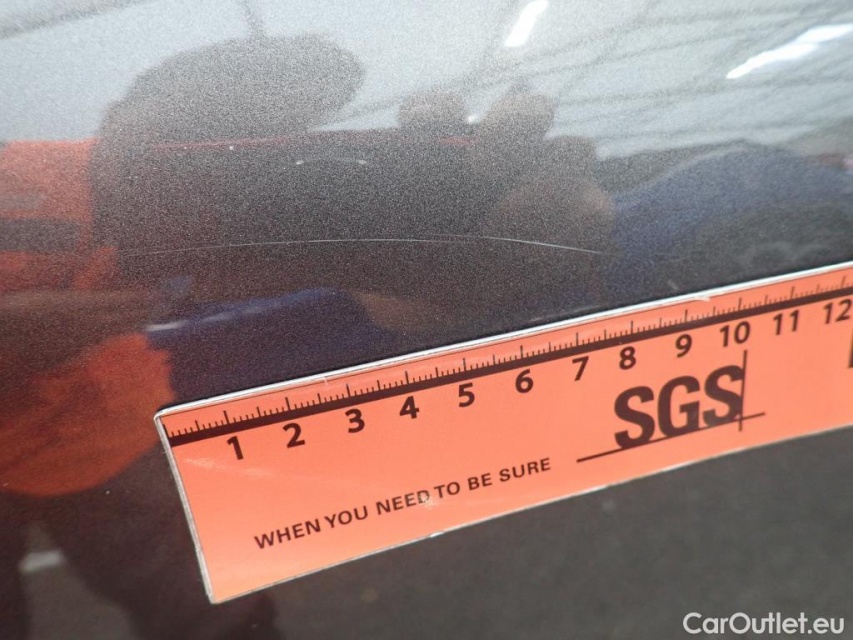 1 2 3 4 5 6 7 8 9 10 11 12
SGS
WHEN YOU NEED TO BE SURE
CarOutlet.eu